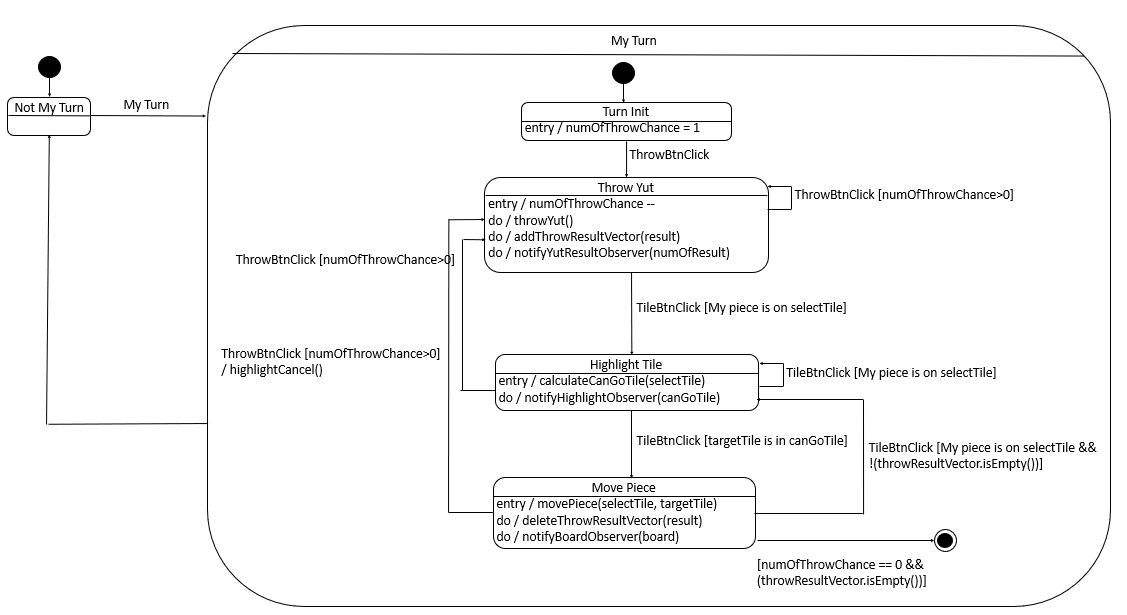 My Turn
Not My Turn
My Turn
Turn Init
entry / numOfThrowChance = 1
ThrowBtnClick
Throw Yut
entry / numOfThrowChance --
do / throwYut()
do / addThrowResultVector(result)
do / notifyYutResultObserver(numOfResult)
ThrowBtnClick [numOfThrowChance>0]
ThrowBtnClick [numOfThrowChance>0]
TileBtnClick [My piece is on selectTile]
ThrowBtnClick [numOfThrowChance>0]
/ highlightCancel()
Highlight Tile
entry / calculateCanGoTile(selectTile)
do / notifyHighlightObserver(canGoTile)
TileBtnClick [My piece is on selectTile]
TileBtnClick [targetTile is in canGoTile]
TileBtnClick [My piece is on selectTile &&
!(throwResultVector.isEmpty())]
Move Piece
entry / movePiece(selectTile, targetTile)
do / deleteThrowResultVector(result)
do / notifyBoardObserver(board)
[numOfThrowChance == 0 &&
(throwResultVector.isEmpty())]